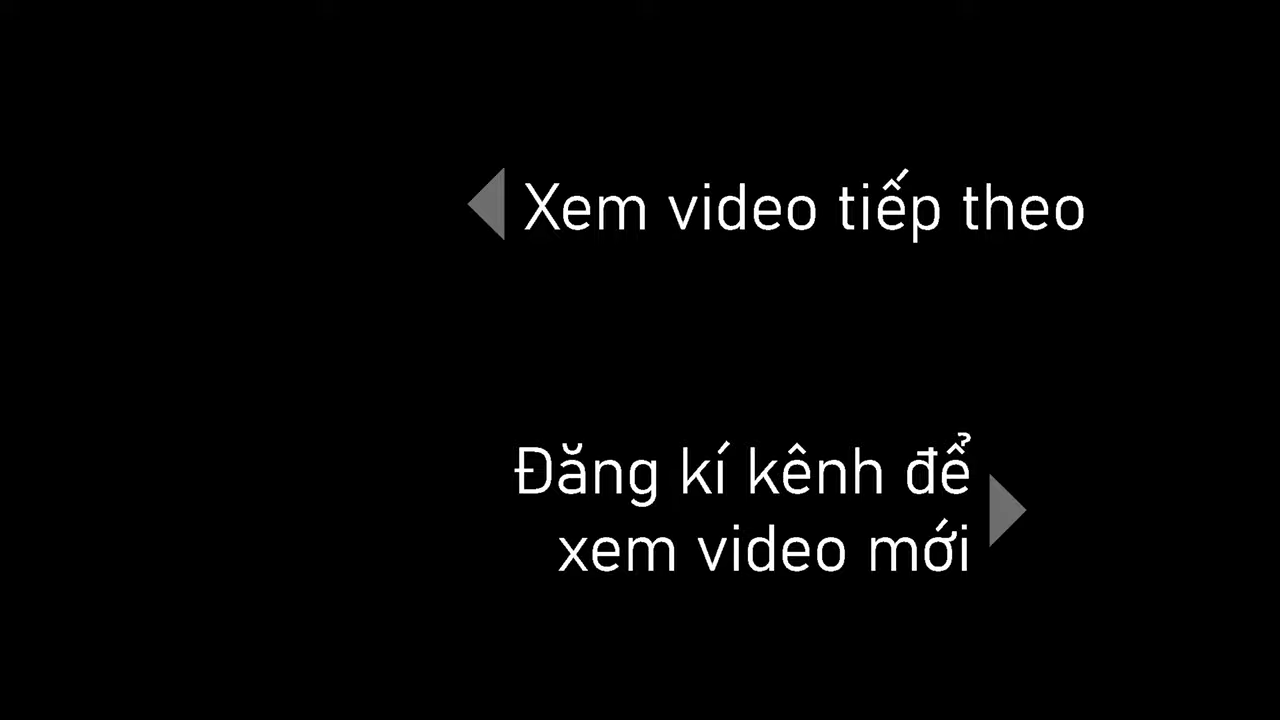 Xem video tiếp theo
Đăng kí kênh để
xem video mới